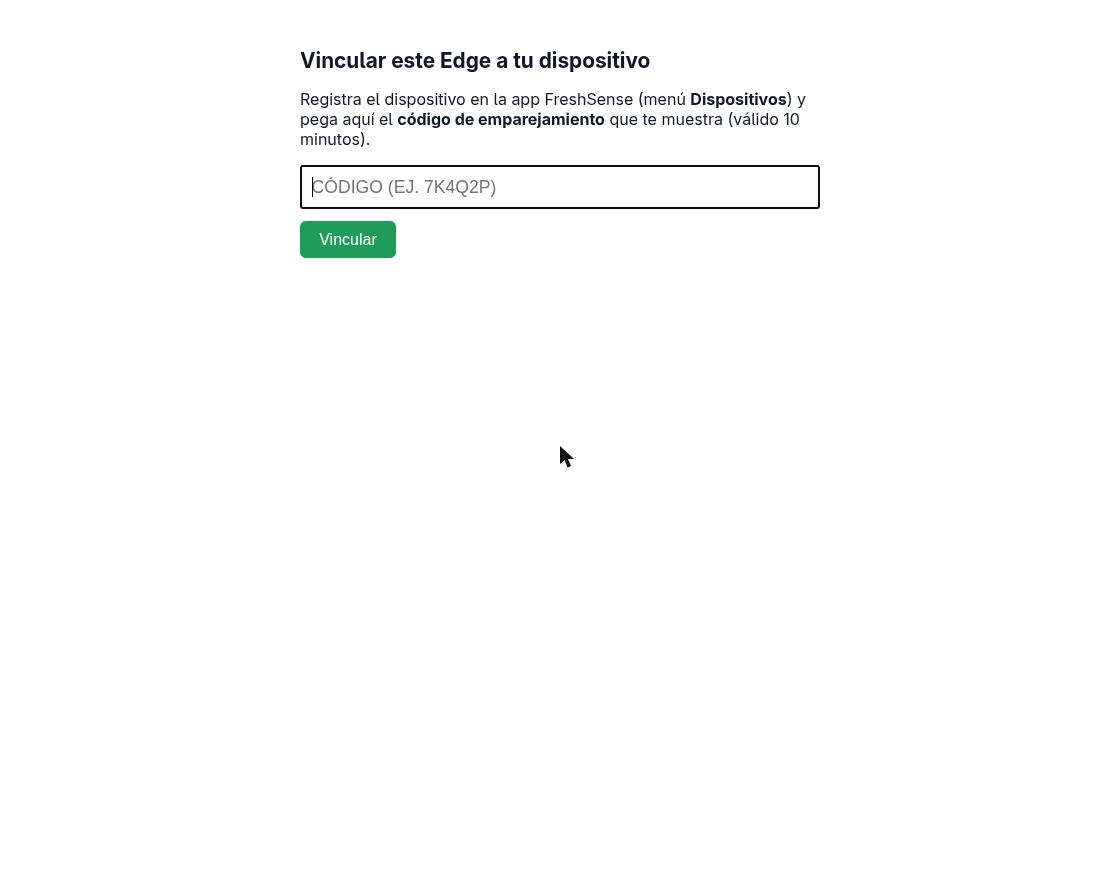 Vincular este Edge a tu dispositivo
Registra el dispositivo en la app FreshSense (menú Dispositivos) y
pega aquí el código de emparejamiento que te muestra (válido 10
minutos).
CÓDIGO (EJ. 7K4Q2P)
Vincular